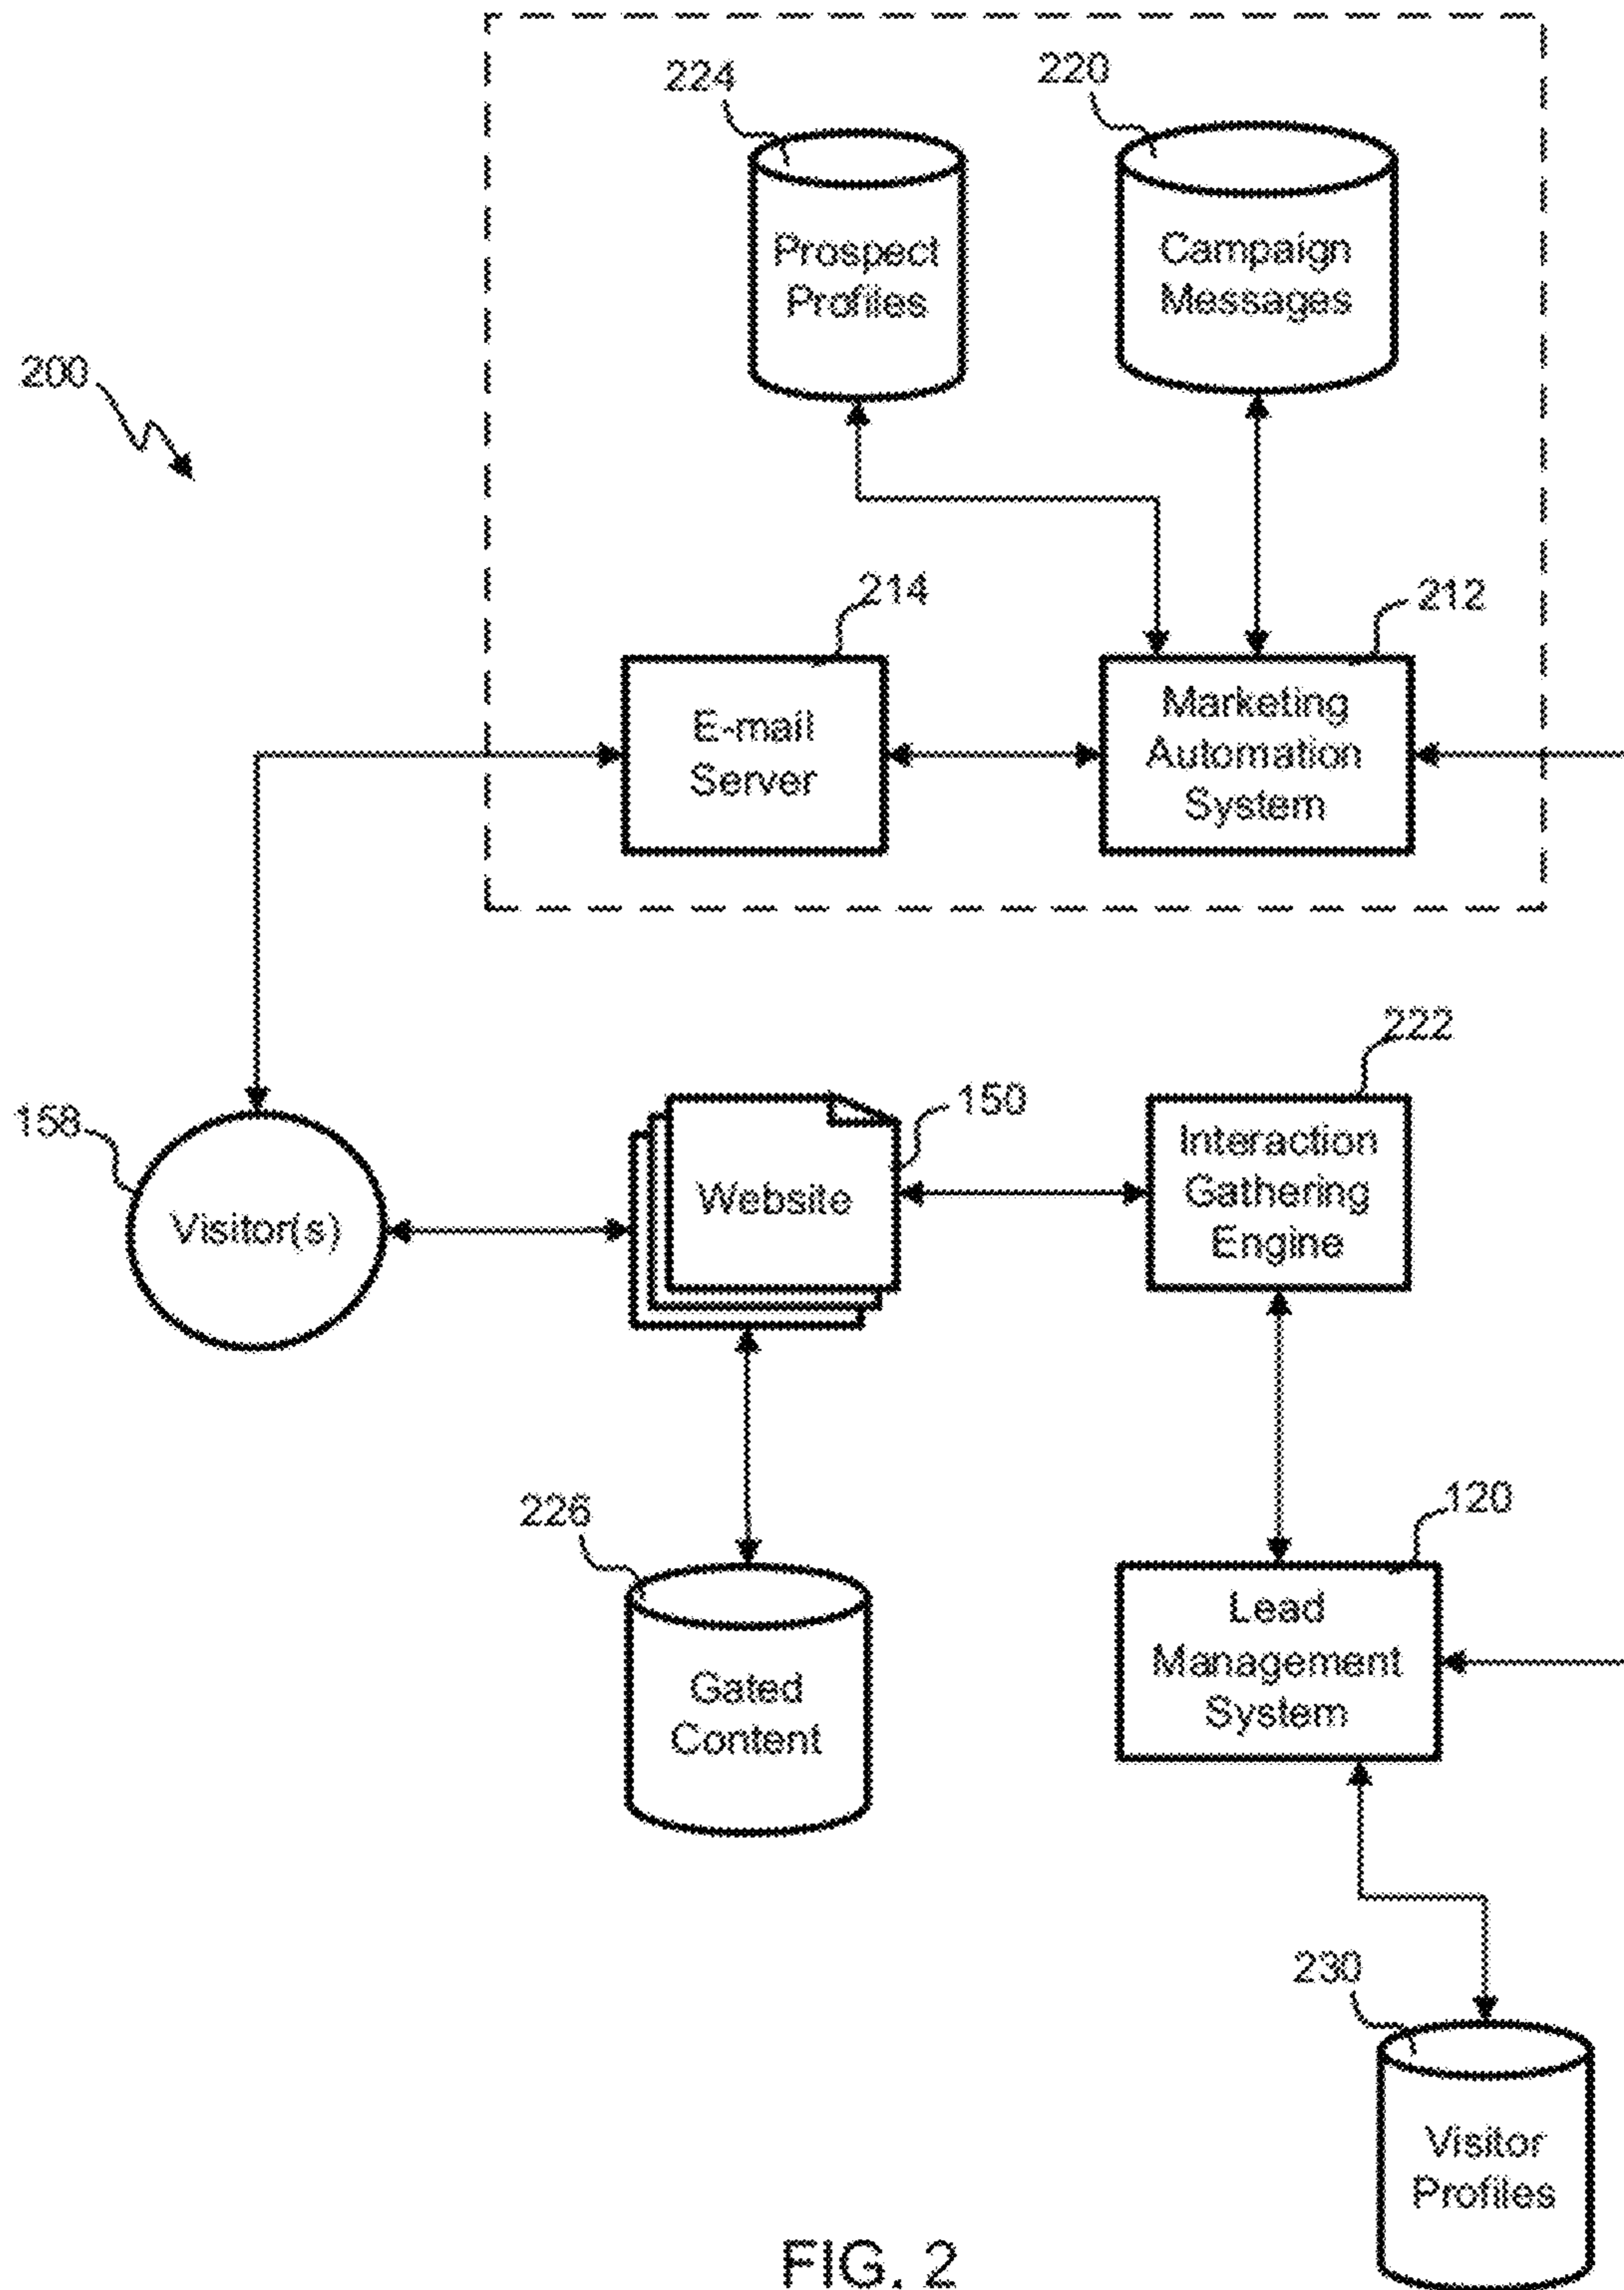 224
220
Prospect
Profiles
Campaign
Messages
200
214
212
E-mail
Server
Marketing
Automation
System
222
150
158
Website
Interaction
Gathering
Engine
Visitor(s)
226
120
Gated
Content
Lead
Management
System
230
Visitor
Profiles
FIG. 2